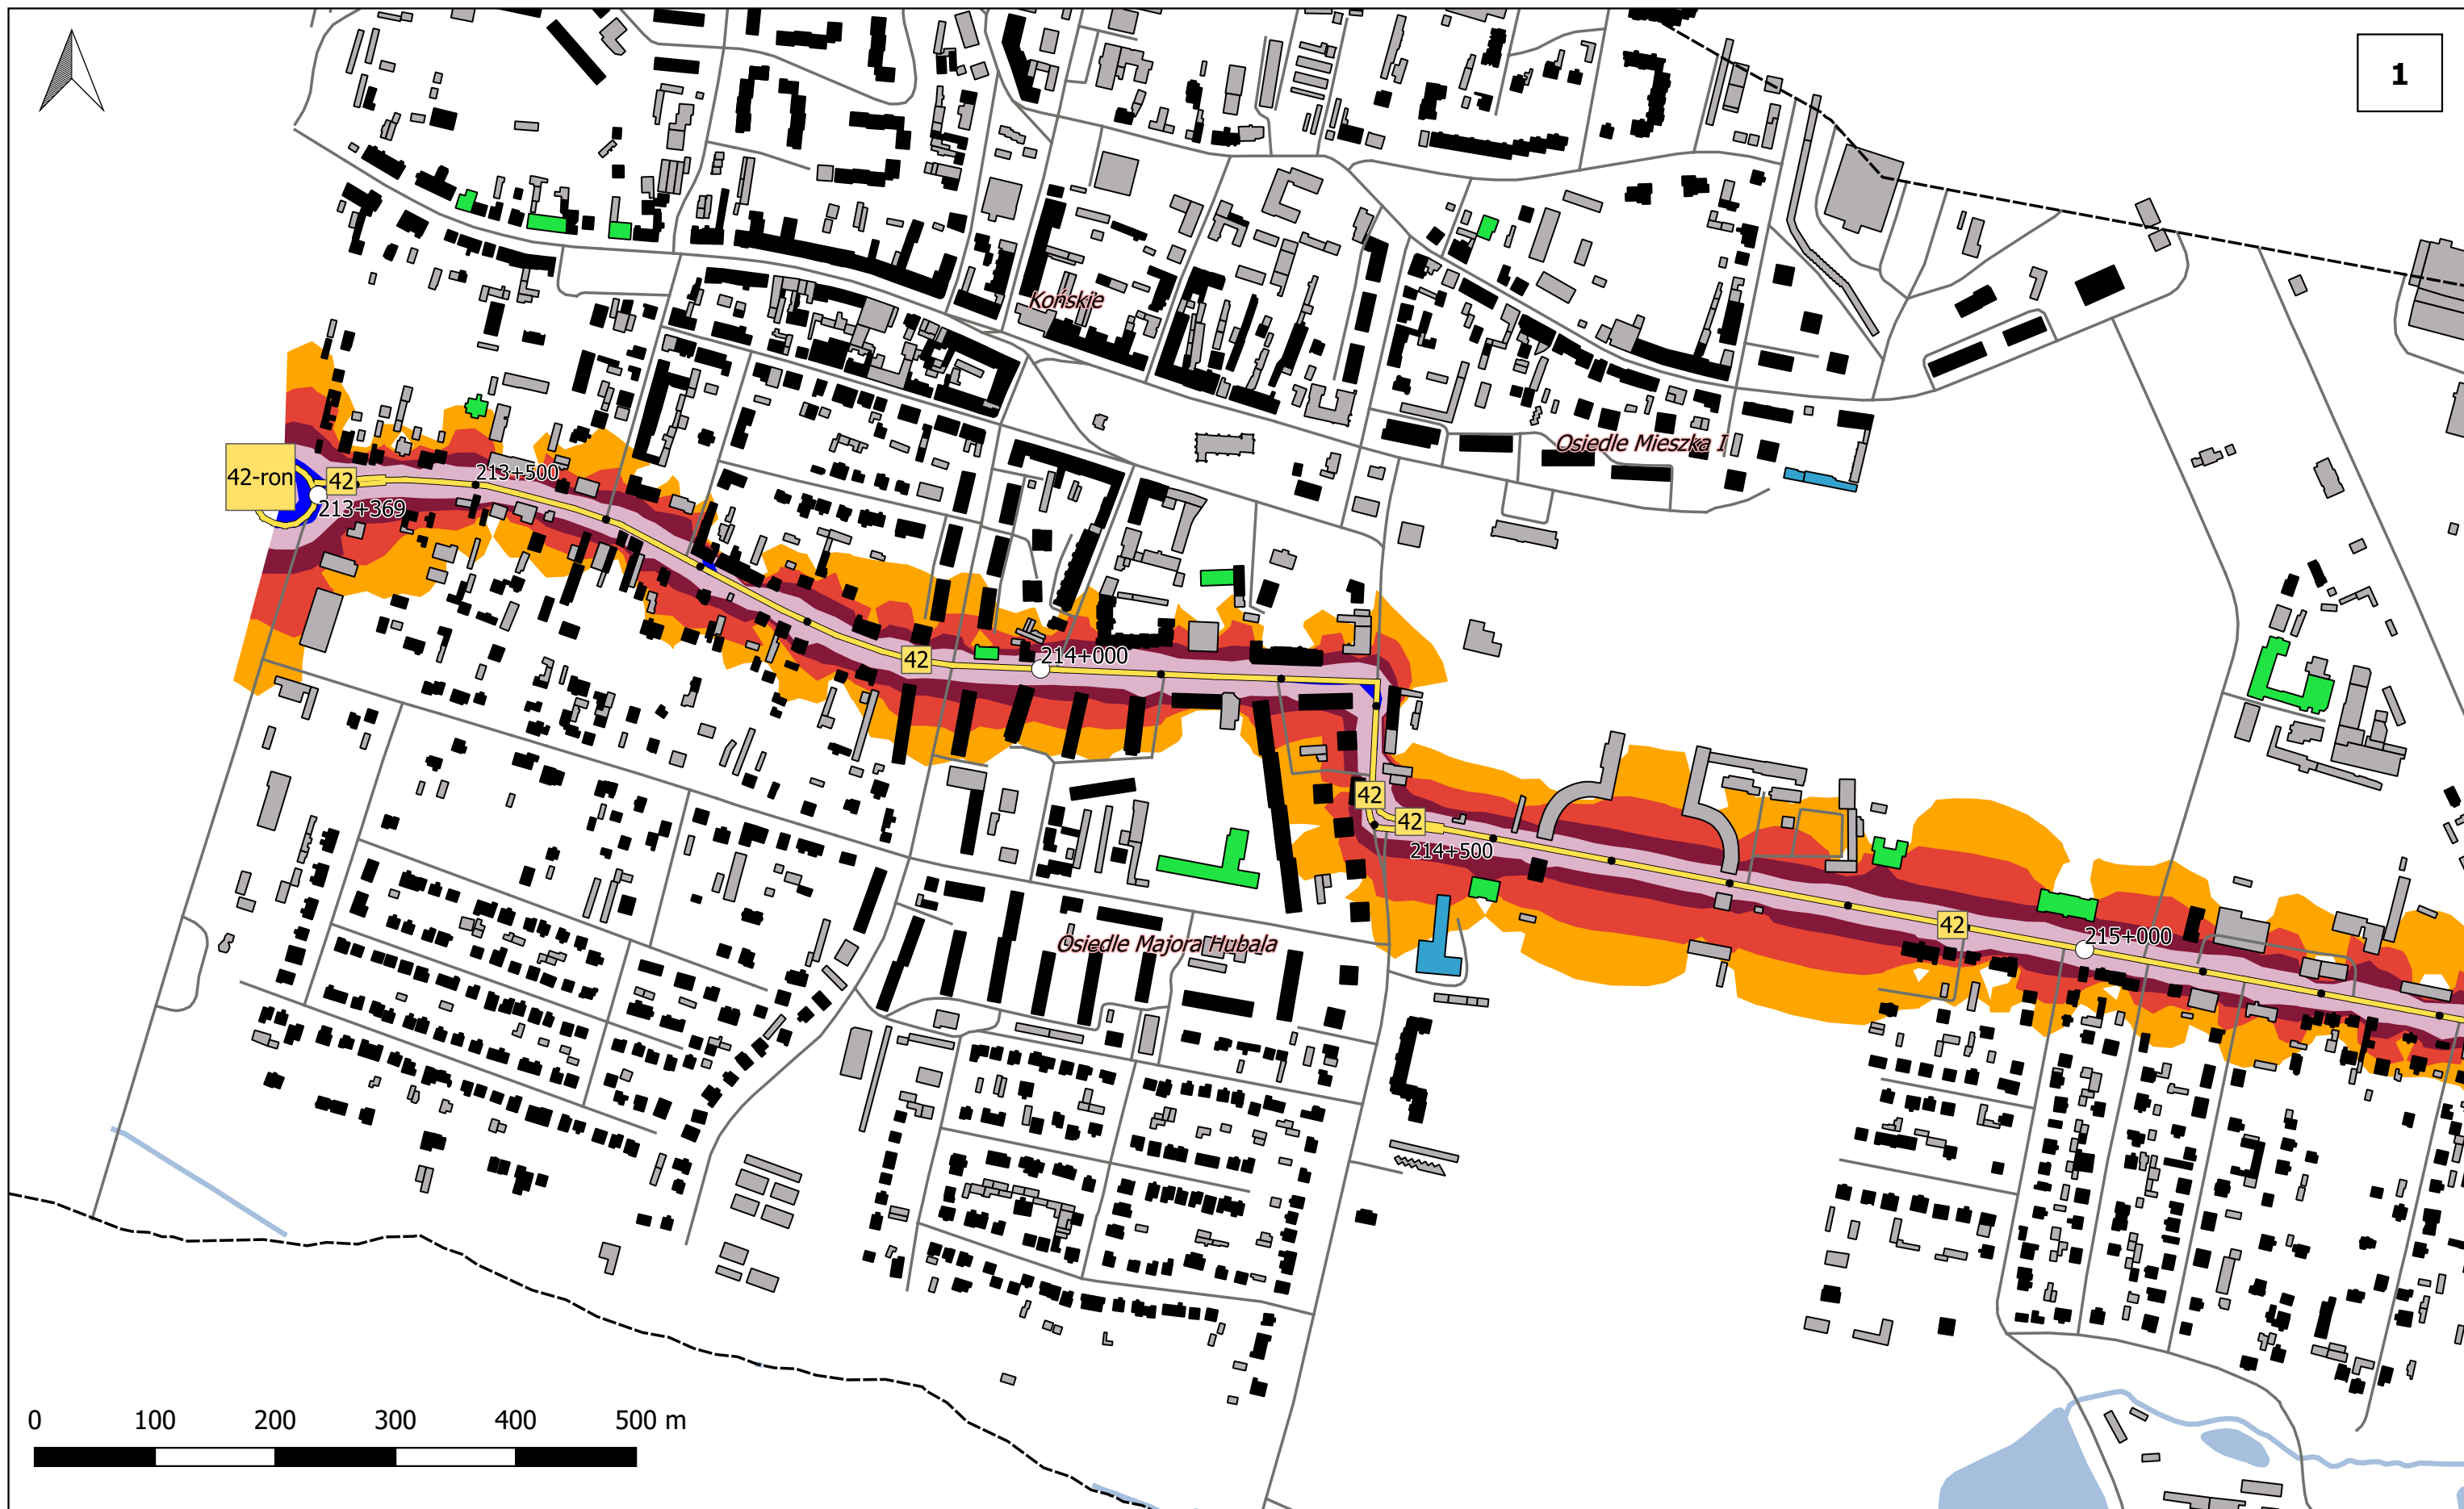 1
Końskie
Osiedle Mieszka I
42-ron
42
213+500
213+369
42
214+000
42
42
214+500
42
215+000
Osiedle Majora Hubala
0 100 200 300 400 500 m